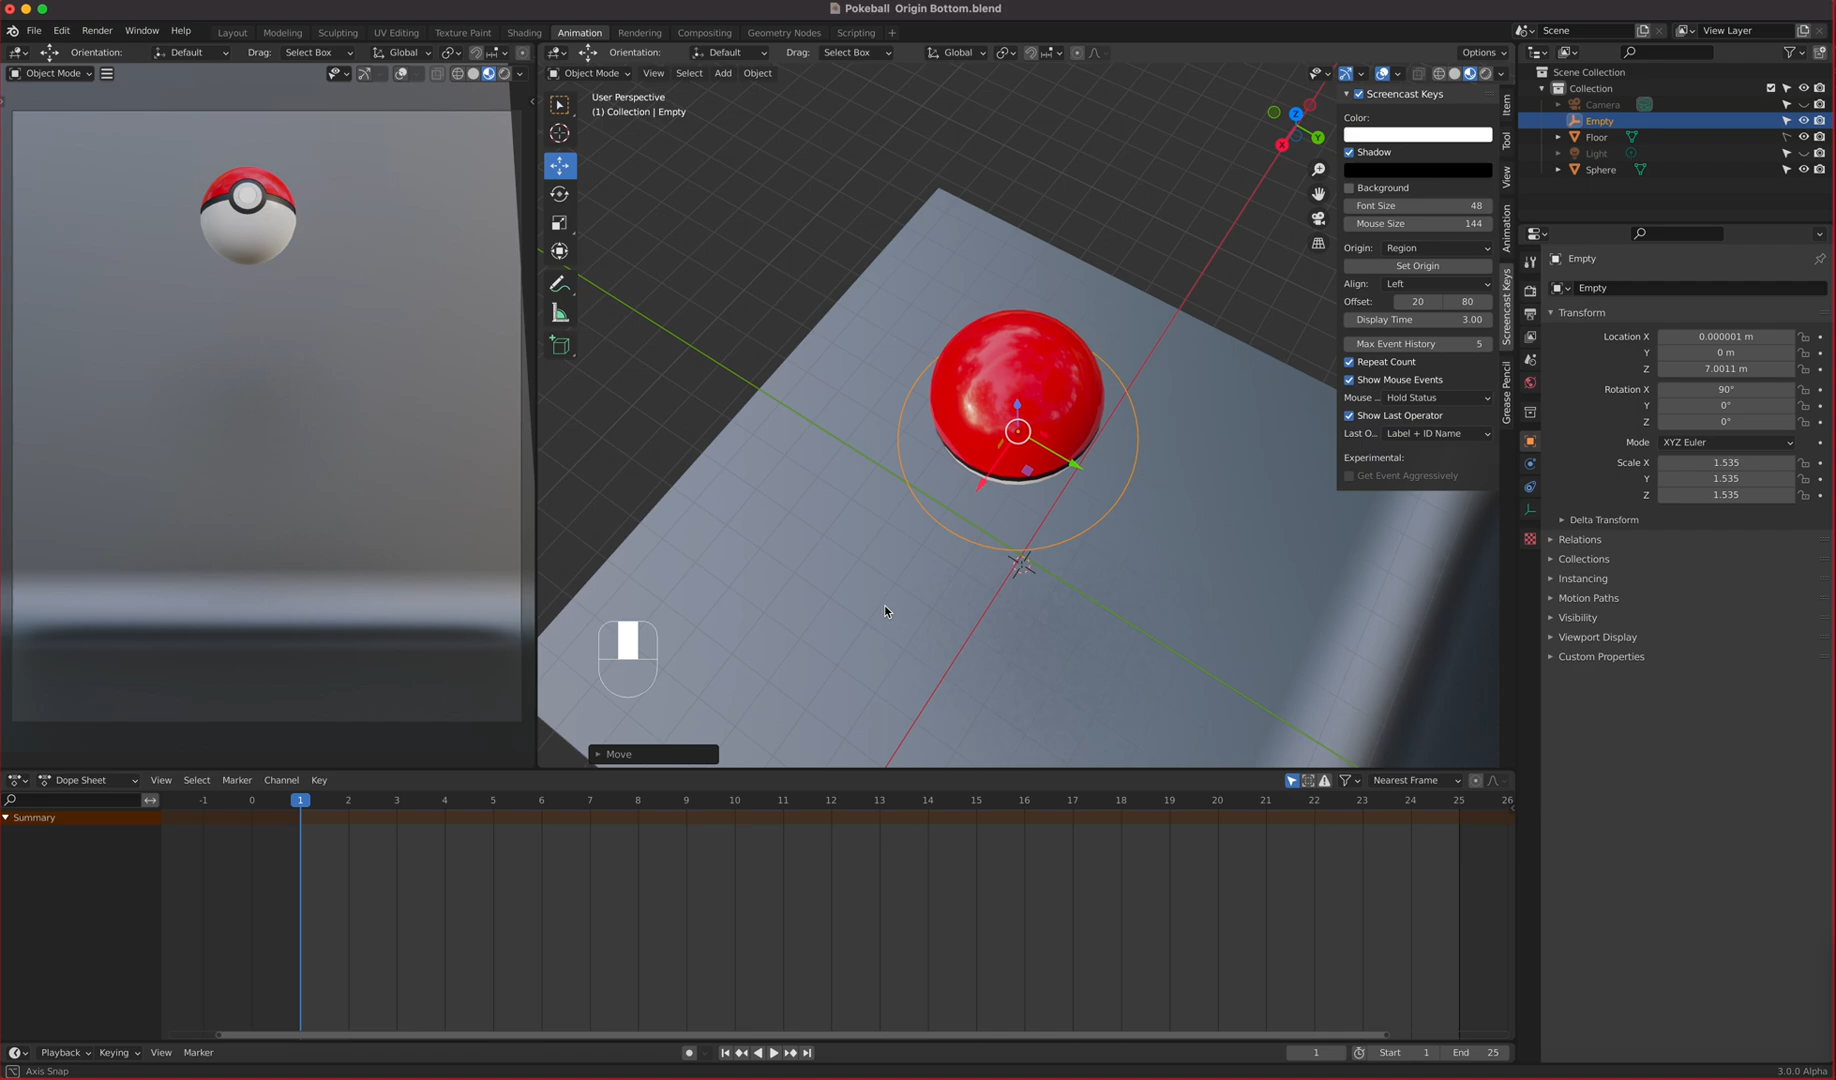 Pokeball  Origin Bottom.blend
File Edit Render Window Help Layout Modeling Sculpting UV Editing Texture Paint Shading Animation Rendering Compositing Geometry Nodes Scripting + Scene View Layer
Orientation: Default Drag: Select Box Global Orientation: Default Drag: Select Box Global Options
Object Mode Object Mode View Select Add Object
User Perspective
(1) Collection | Empty
Z
Y
X
Screencast Keys
Color:
Shadow
Background
Font Size 48
Mouse Size 144
Origin: Region
Set Origin
Align: Left
Offset: 20 80
Display Time 3.00
Max Event History 5
Repeat Count
Show Mouse Events
Mouse ... Hold Status
Show Last Operator
Last O... Label + ID Name
Experimental:
Get Event Aggressively
Item
Tool
View
Animation
Screencast Keys
Grease Pencil
Move
Scene Collection
Collection
Camera
Empty
Floor
Light
Sphere
Empty
Empty
Transform
Location X 0.000001 m
Y 0 m
Z 7.0011 m
Rotation X 90°
Y 0°
Z 0°
Mode XYZ Euler
Scale X 1.535
Y 1.535
Z 1.535
Delta Transform
Relations
Collections
Instancing
Motion Paths
Visibility
Viewport Display
Custom Properties
Dope Sheet View Select Marker Channel Key Nearest Frame
-1 0 1 2 3 4 5 6 7 8 9 10 11 12 13 14 15 16 17 18 19 20 21 22 23 24 25 26
Summary
Playback Keying View Marker 1 Start 1 End 25
Axis Snap 3.0.0 Alpha